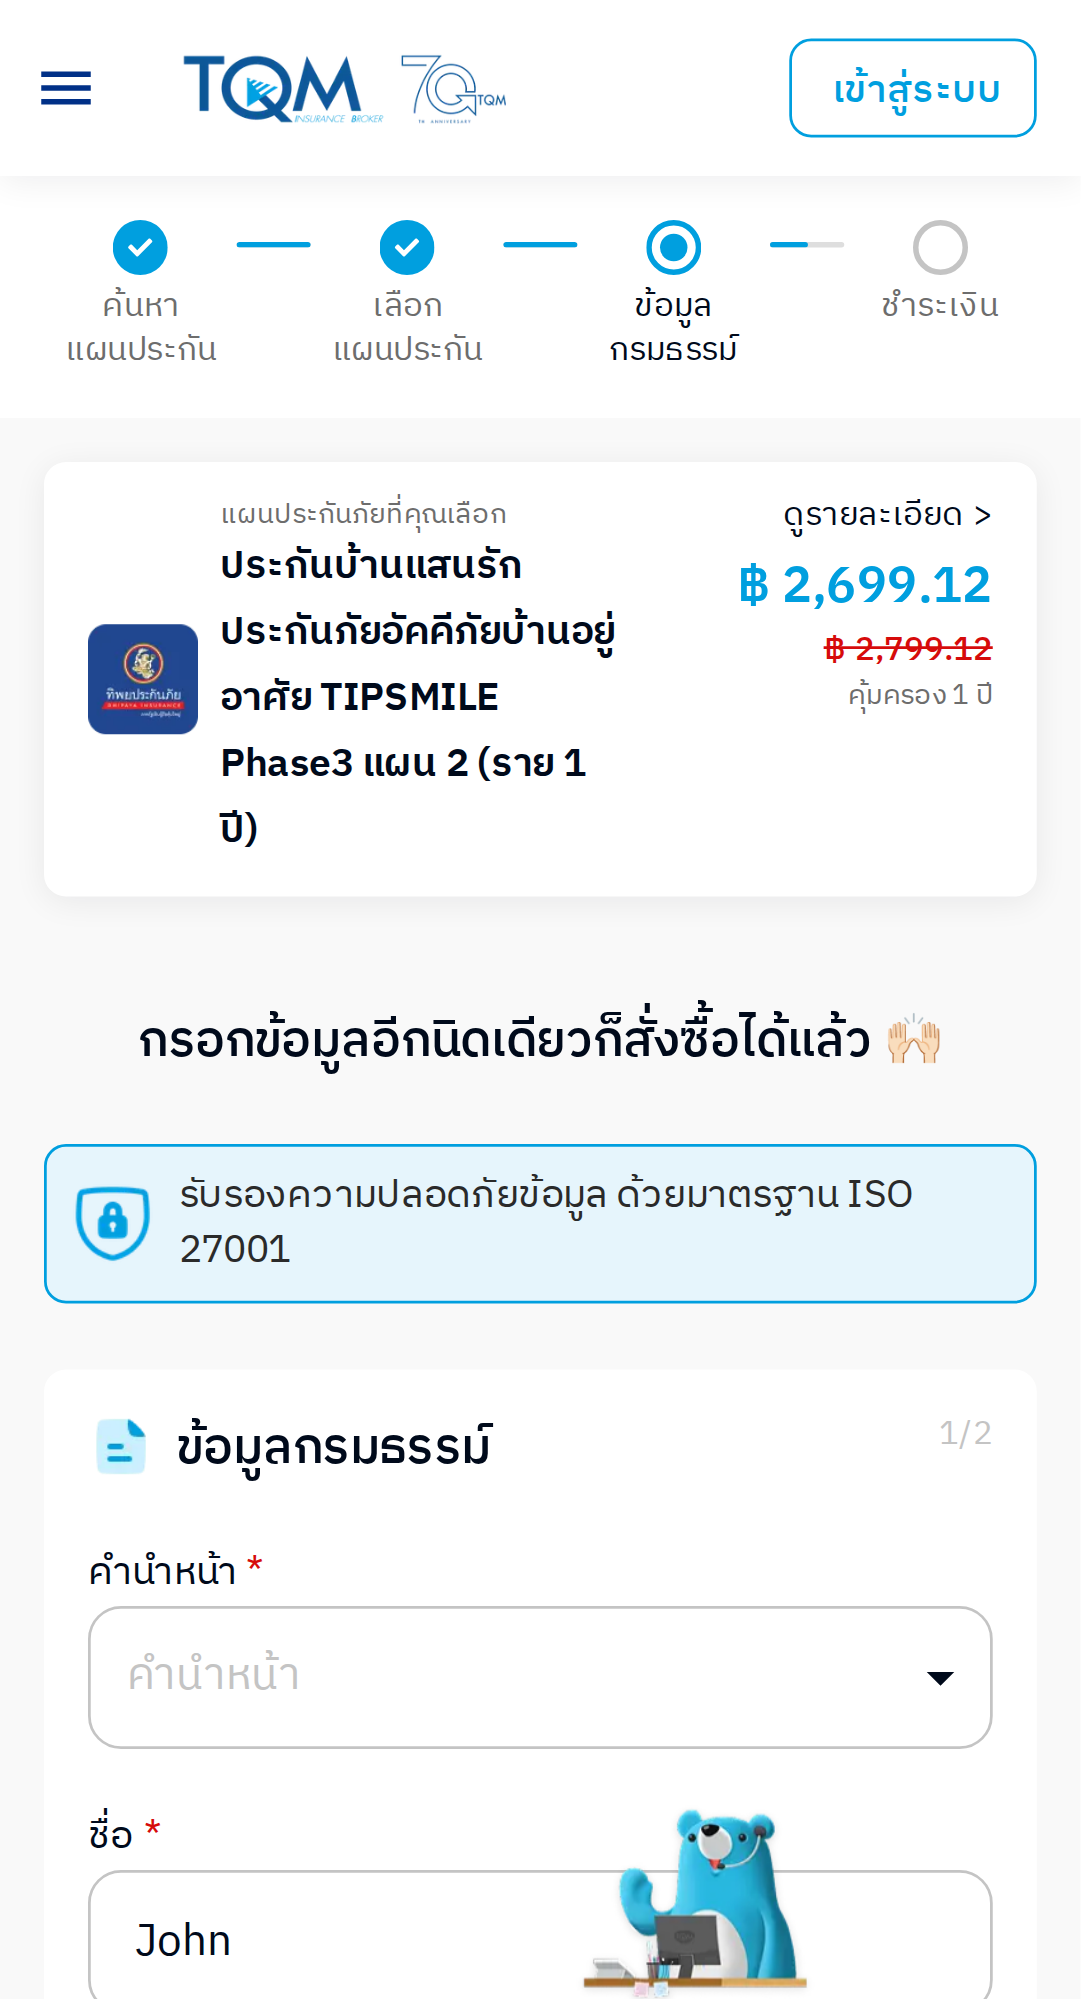 TQM
INSURANCE BROKER
70 TQM
TH ANNIVERSARY
เข้าสู่ระบบ
ค้นหา
แผนประกัน
เลือก
แผนประกัน
ข้อมูล
กรมธรรม์
ชำระเงิน
แผนประกันภัยที่คุณเลือก
ประกันบ้านแสนรัก
ประกันภัยอัคคีภัยบ้านอยู่
อาศัย TIPSMILE
Phase3 แผน 2 (ราย 1
ปี)
ทิพยประกันภัย
DHIPAYA INSURANCE
ดูรายละเอียด >
฿ 2,699.12
฿ 2,799.12
คุ้มครอง 1 ปี
กรอกข้อมูลอีกนิดเดียวก็สั่งซื้อได้แล้ว 🙌🏻
รับรองความปลอดภัยข้อมูล ด้วยมาตรฐาน ISO
27001
ข้อมูลกรมธรรม์
1/2
คำนำหน้า *
คำนำหน้า
ชื่อ *
John